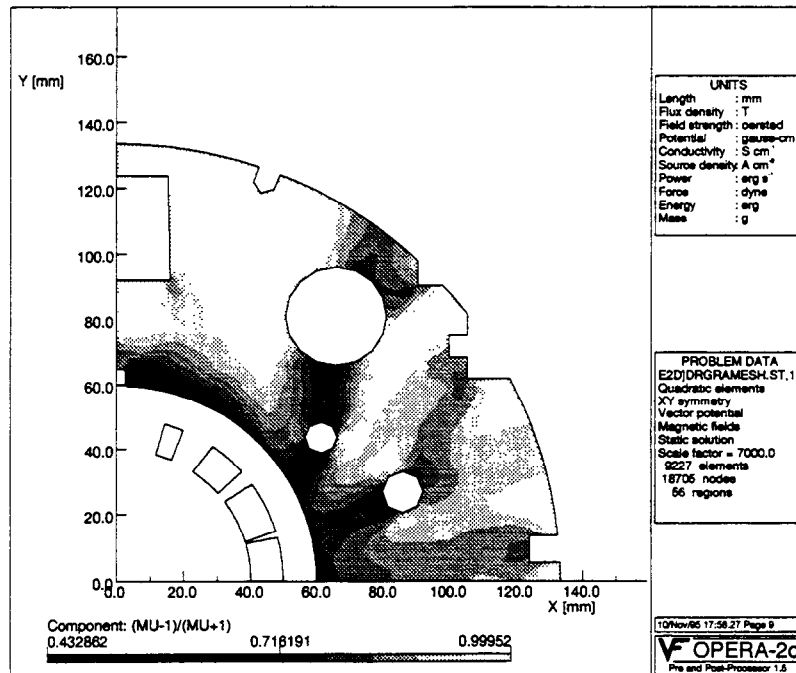 160.0
Y [mm]
140.0
120.0
100.0
80.0
60.0
40.0
20.0
0.0
0.0 20.0 40.0 60.0 80.0 100.0 120.0 140.0
X [mm]
Component: (MU-1)/(MU+1)
0.432862 0.716191 0.99952
UNITS
Length : mm
Flux density : T
Field strength : oersted
Potential : gauss-cm
Conductivity : S cm⁻¹
Source density: A cm⁻²
Power : erg s⁻¹
Force : dyne
Energy : erg
Mass : g
PROBLEM DATA
E2D]DRGRAMESH.ST,1
Quadratic elements
XY symmetry
Vector potential
Magnetic fields
Static solution
Scale factor = 7000.0
9227 elements
18705 nodes
56 regions
10/Nov/95 17:58.27 Page 9
VF OPERA-2d
Pre and Post-Processor 1.5